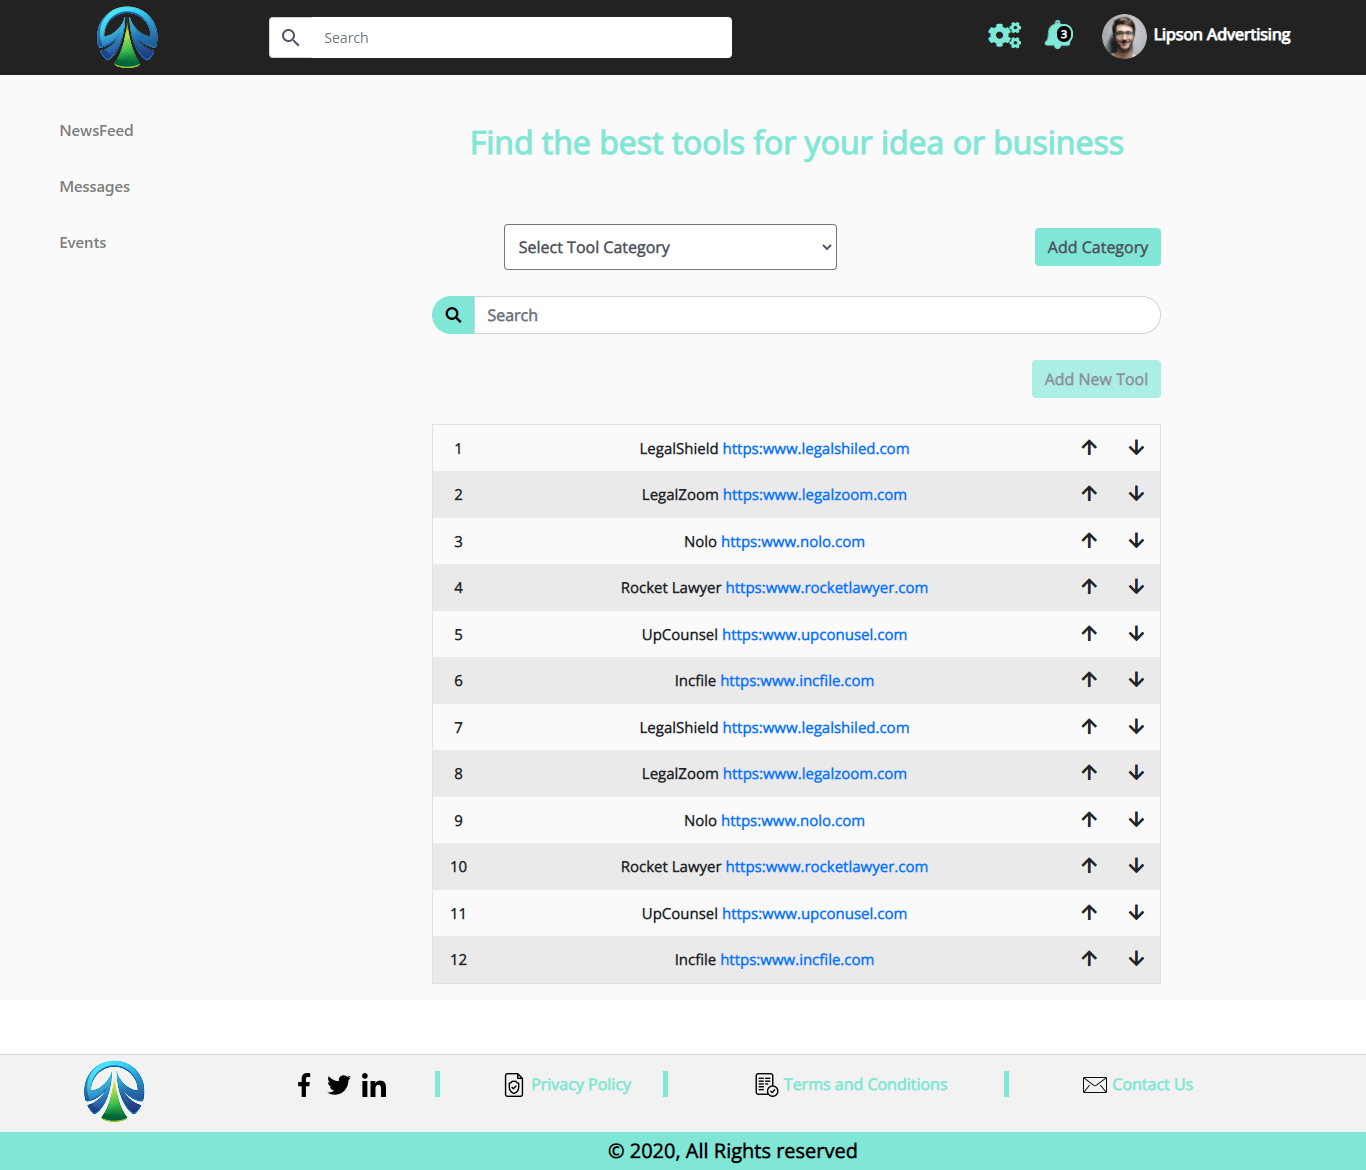 Search
3
Lipson Advertising
NewsFeed
Messages
Events
Find the best tools for your idea or business
Select Tool Category
Add Category
Search
Add New Tool
1 LegalShield https:www.legalshiled.com
2 LegalZoom https:www.legalzoom.com
3 Nolo https:www.nolo.com
4 Rocket Lawyer https:www.rocketlawyer.com
5 UpCounsel https:www.upconusel.com
6 Incfile https:www.incfile.com
7 LegalShield https:www.legalshiled.com
8 LegalZoom https:www.legalzoom.com
9 Nolo https:www.nolo.com
10 Rocket Lawyer https:www.rocketlawyer.com
11 UpCounsel https:www.upconusel.com
12 Incfile https:www.incfile.com
Privacy Policy
Terms and Conditions
Contact Us
© 2020, All Rights reserved